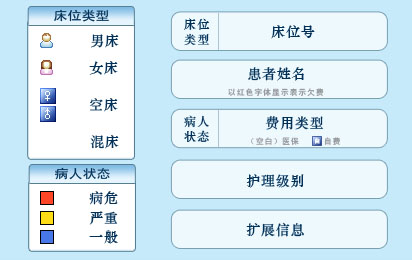 床位类型
男床
女床
空床
混床
病人状态
病危
严重
一般
床位
类型
床位号
患者姓名
以红色字体显示表示欠费
病人
状态
费用类型
（空白）医保 自费
护理级别
扩展信息